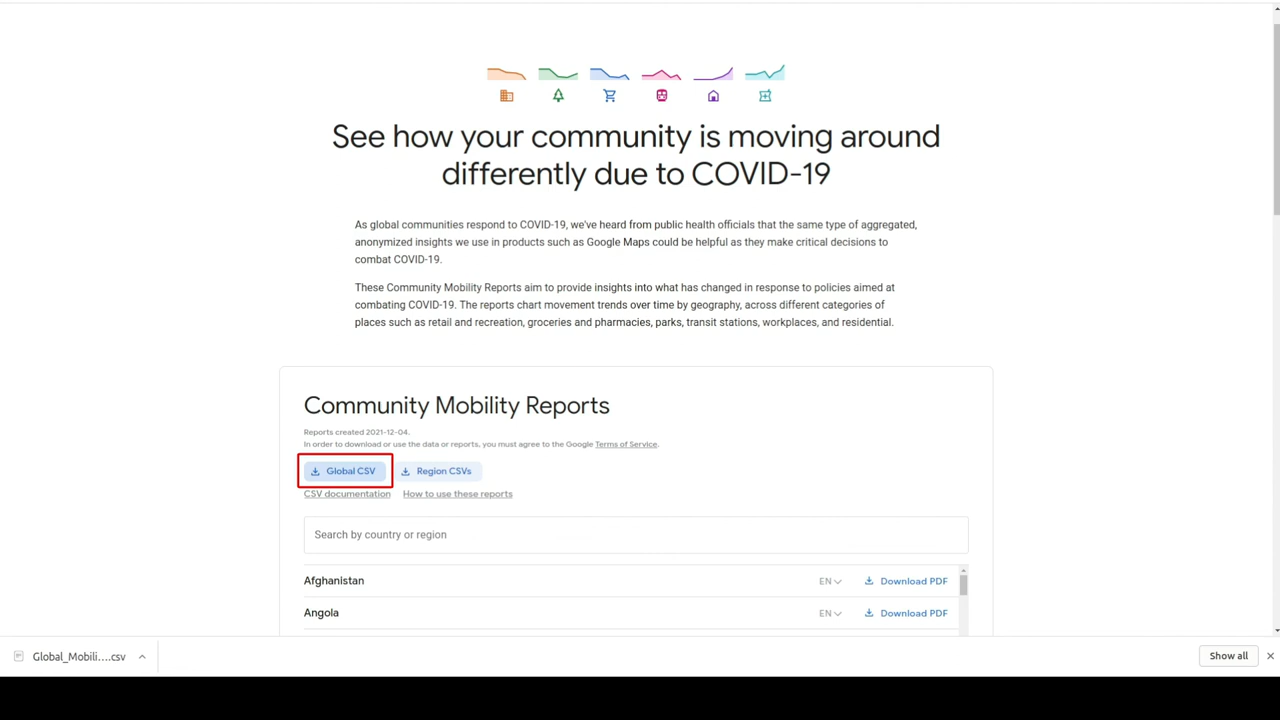 See how your community is moving around
differently due to COVID-19
As global communities respond to COVID-19, we've heard from public health officials that the same type of aggregated,
anonymized insights we use in products such as Google Maps could be helpful as they make critical decisions to
combat COVID-19.
These Community Mobility Reports aim to provide insights into what has changed in response to policies aimed at
combating COVID-19. The reports chart movement trends over time by geography, across different categories of
places such as retail and recreation, groceries and pharmacies, parks, transit stations, workplaces, and residential.
Community Mobility Reports
Reports created 2021-12-04.
In order to download or use the data or reports, you must agree to the Google Terms of Service.
Global CSV Region CSVs
CSV documentation How to use these reports
Search by country or region
Afghanistan EN Download PDF
Angola EN Download PDF
Global_Mobili....csv Show all